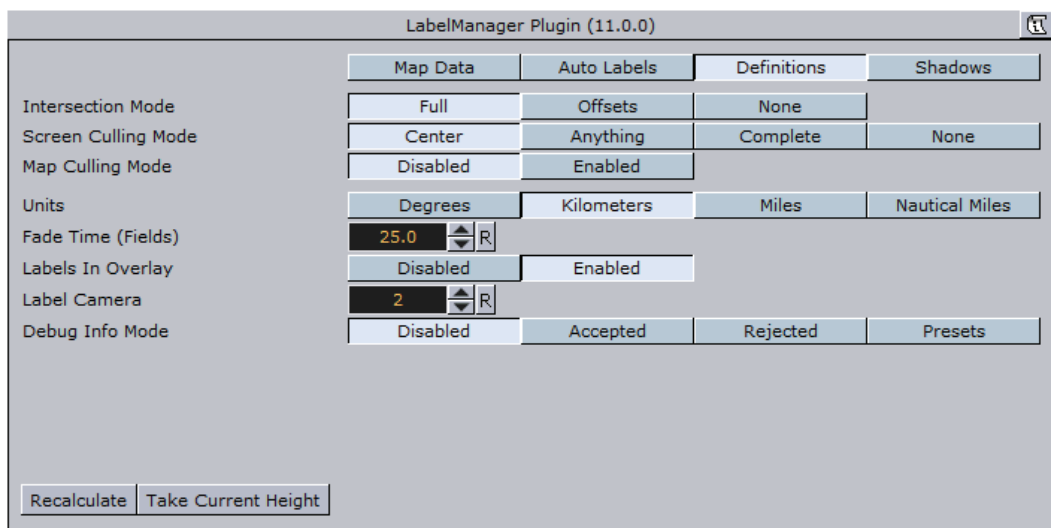 LabelManager Plugin (11.0.0)
Map Data Auto Labels Definitions Shadows
Intersection Mode Full Offsets None
Screen Culling Mode Center Anything Complete None
Map Culling Mode Disabled Enabled
Units Degrees Kilometers Miles Nautical Miles
Fade Time (Fields) 25.0 R
Labels In Overlay Disabled Enabled
Label Camera 2 R
Debug Info Mode Disabled Accepted Rejected Presets
Recalculate Take Current Height